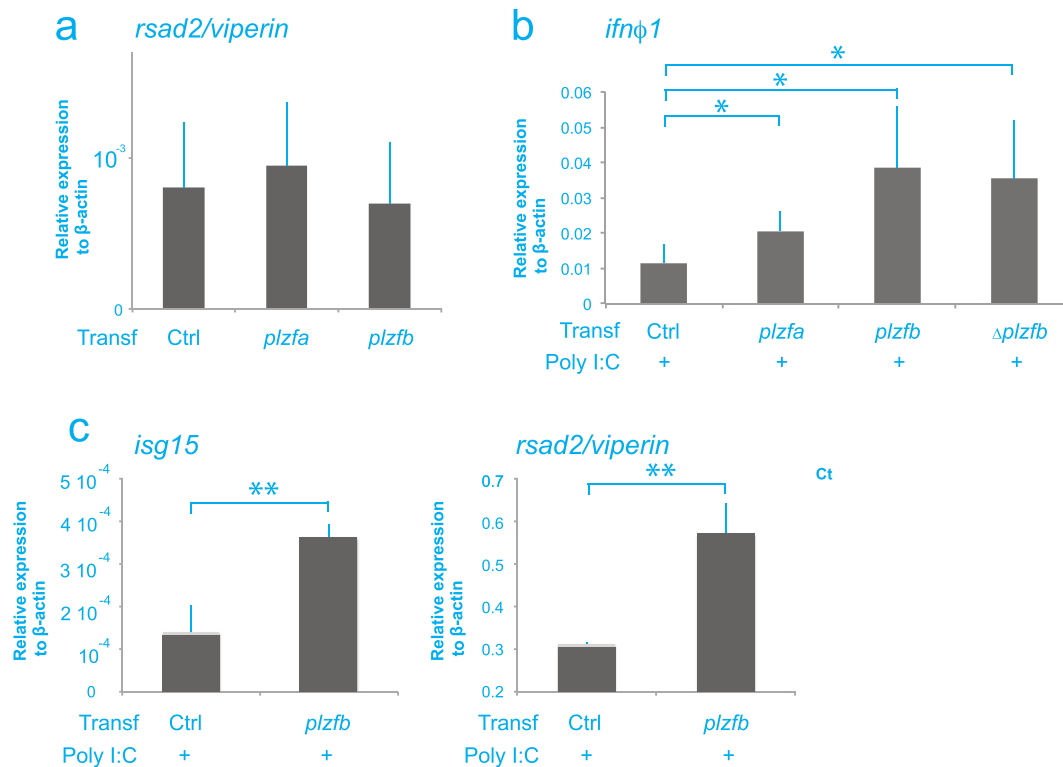 a
rsad2/viperin
Relative expression
to β-actin
10-3
0
Transf Ctrl plzfa plzfb
b
ifnϕ1
* * *
Relative expression
to β-actin
0.06
0.05
0.04
0.03
0.02
0.01
0
Transf Ctrl plzfa plzfb Δplzfb
Poly I:C + + + +
c
isg15
**
Relative expression
to β-actin
5 10-4
4 10-4
3 10-4
2 10-4
10-4
0
Transf Ctrl plzfb
Poly I:C + +
rsad2/viperin
**
Ct
Relative expression
to β-actin
0.7
0.6
0.5
0.4
0.3
0.2
Transf Ctrl plzfb
Poly I:C + +